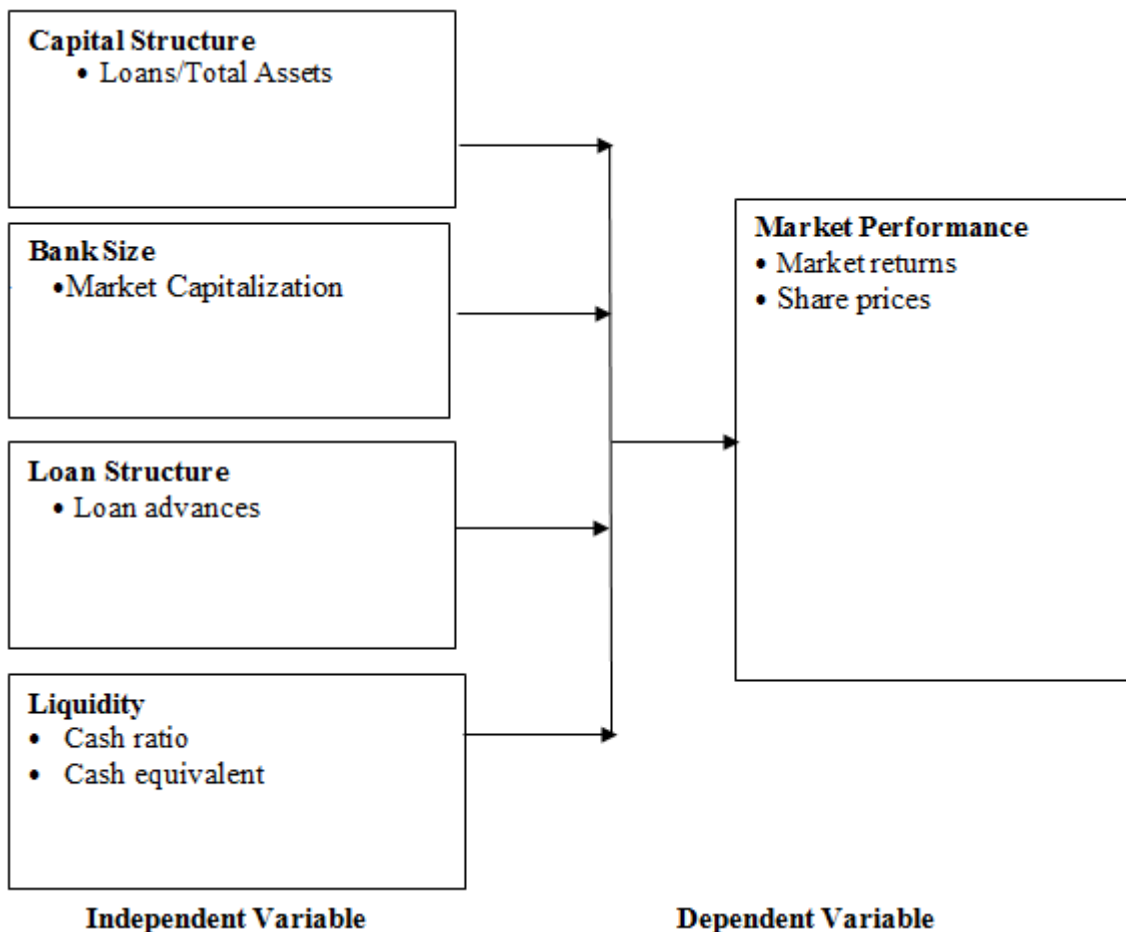 Capital Structure
• Loans/Total Assets
Bank Size
•Market Capitalization
Loan Structure
• Loan advances
Liquidity
• Cash ratio
• Cash equivalent
Market Performance
• Market returns
• Share prices
Independent Variable
Dependent Variable